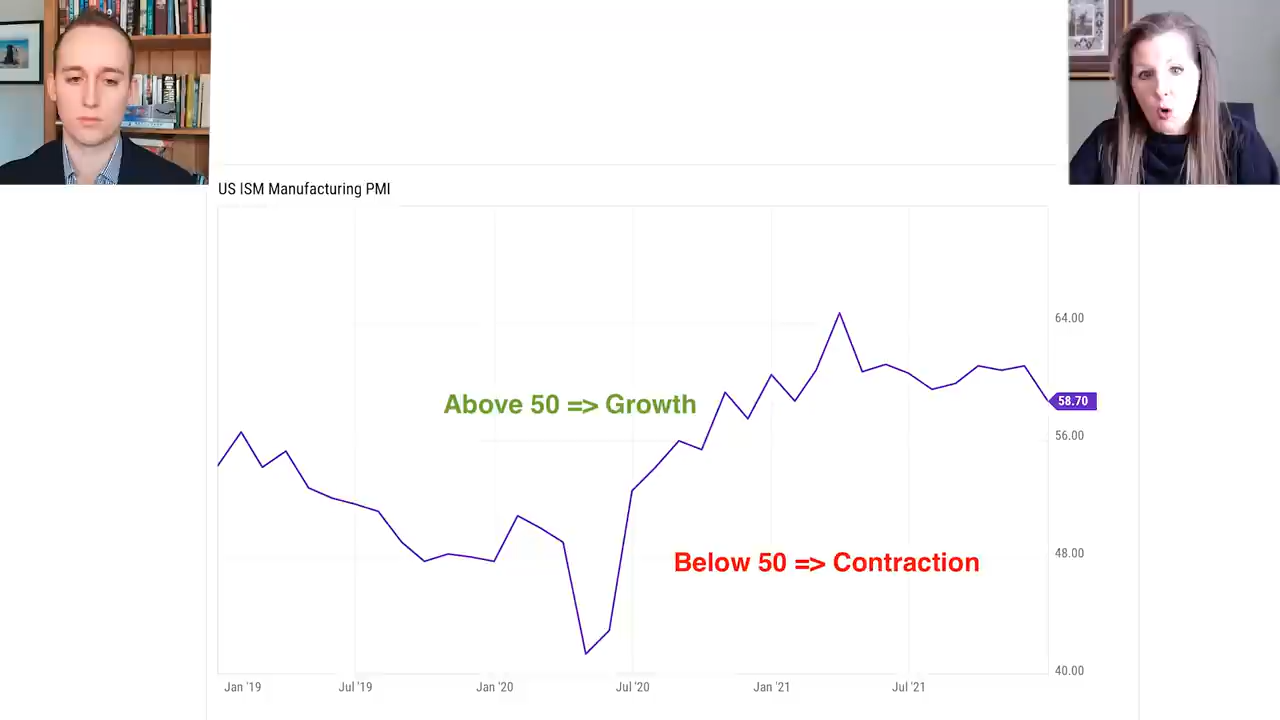 US ISM Manufacturing PMI
64.00
Above 50 => Growth
58.70
56.00
48.00
Below 50 => Contraction
40.00
Jan '19 Jul '19 Jan '20 Jul '20 Jan '21 Jul '21